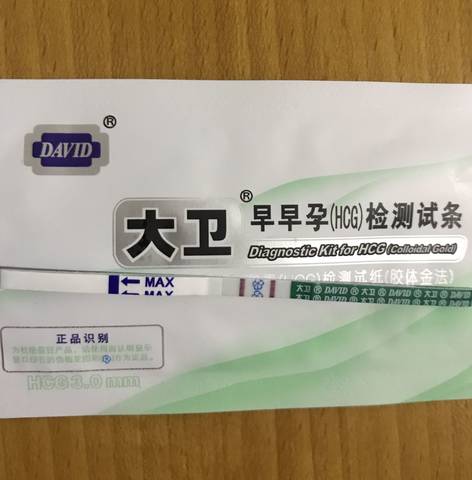 DAVID®
大卫® 早早孕(HCG)检测试条
Diagnostic Kit for HCG (Colloidal Gold)
(HCG)检测试纸(胶体金法)
← MAX
← MAX
大卫® DAVID® 大卫® DAVID® 大卫® DAVID®
正品识别
HCG 3.0 mm